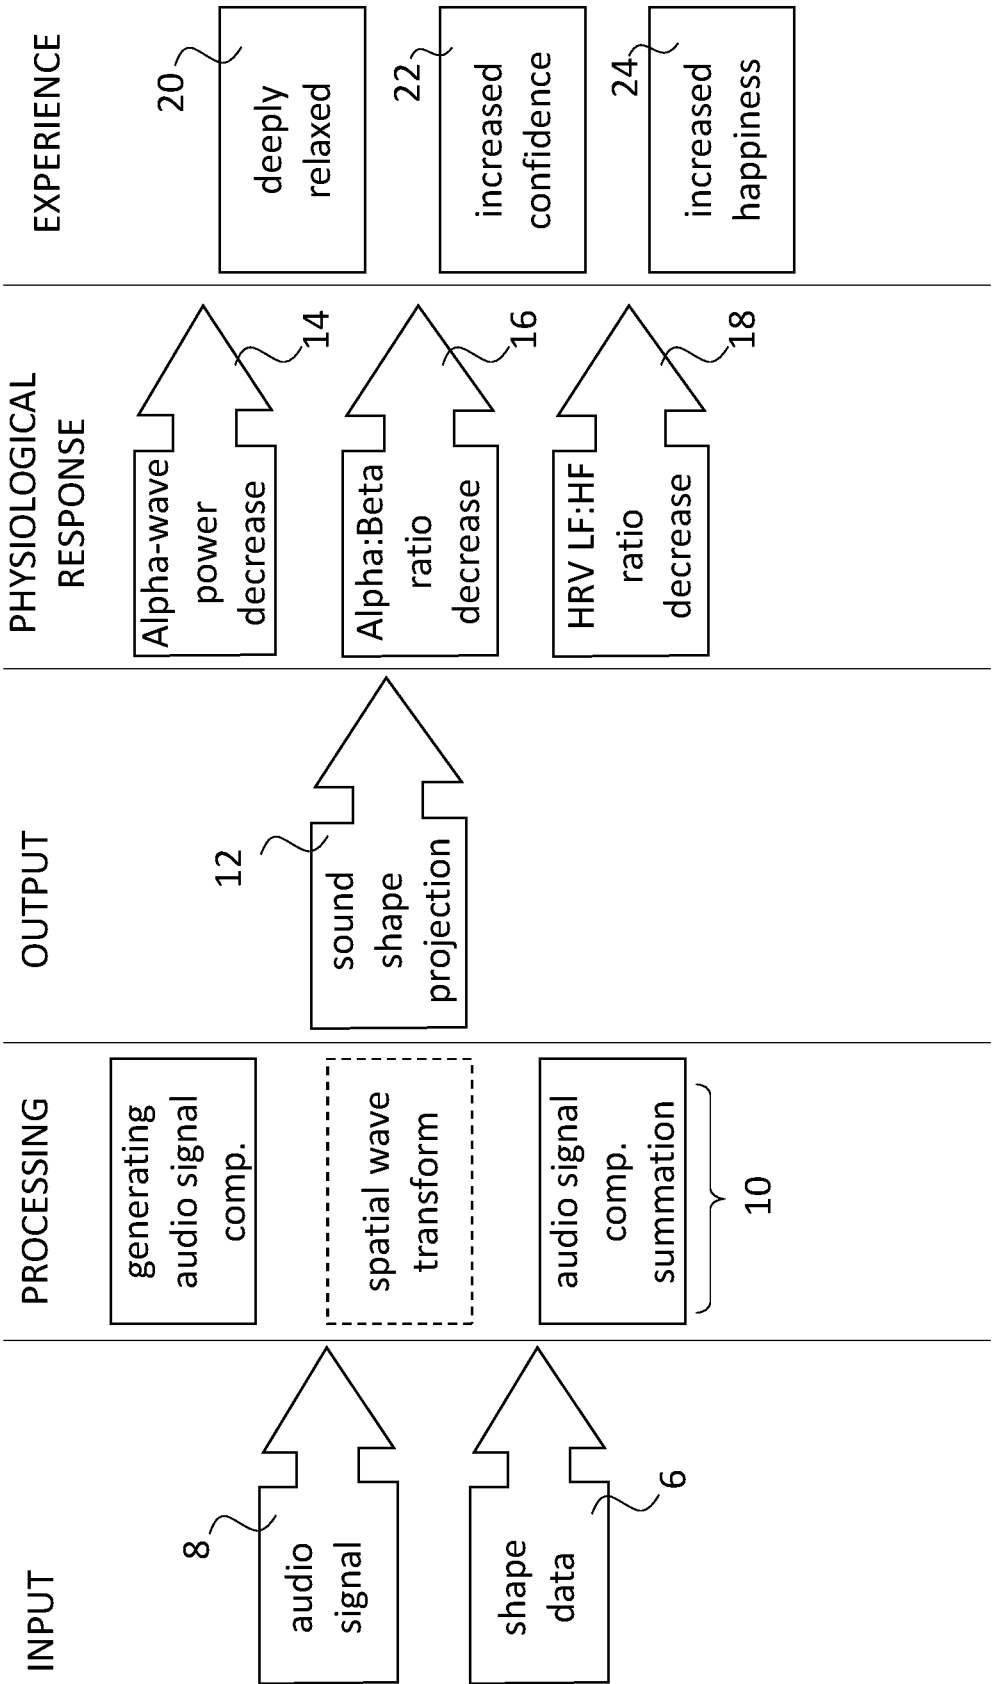 INPUT
8
audio
signal
shape
data
6
PROCESSING
generating
audio signal
comp.
spatial wave
transform
audio signal
comp.
summation
10
OUTPUT
12
sound
shape
projection
PHYSIOLOGICAL
RESPONSE
Alpha-wave
power
decrease
14
Alpha:Beta
ratio
decrease
16
HRV LF:HF
ratio
decrease
18
EXPERIENCE
20
deeply
relaxed
22
increased
confidence
24
increased
happiness